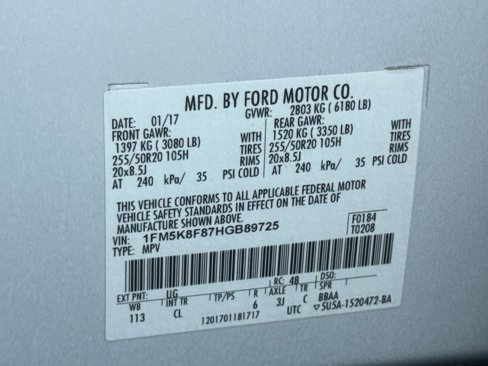 MFD. BY FORD MOTOR CO.
DATE: 01/17 GVWR: 2803 KG ( 6180 LB)
FRONT GAWR: REAR GAWR:
1397 KG ( 3080 LB) WITH 1520 KG ( 3350 LB) WITH
255/50R20 105H TIRES 255/50R20 105H TIRES
20x8.5J RIMS 20x8.5J RIMS
AT 240 kPa/ 35 PSI COLD AT 240 kPa/ 35 PSI COLD
THIS VEHICLE CONFORMS TO ALL APPLICABLE FEDERAL MOTOR
VEHICLE SAFETY STANDARDS IN EFFECT ON THE DATE OF
MANUFACTURE SHOWN ABOVE.
VIN: 1FM5K8F87HGB89725 F0184
TYPE: MPV T0208
EXT PNT: UG RC: 48 DSO:
WB INT TR TP/PS R AXLE TR SPR
113 CL 6 3J C BBAA
1201701181717 UTC ▽5U5A-1520472-BA